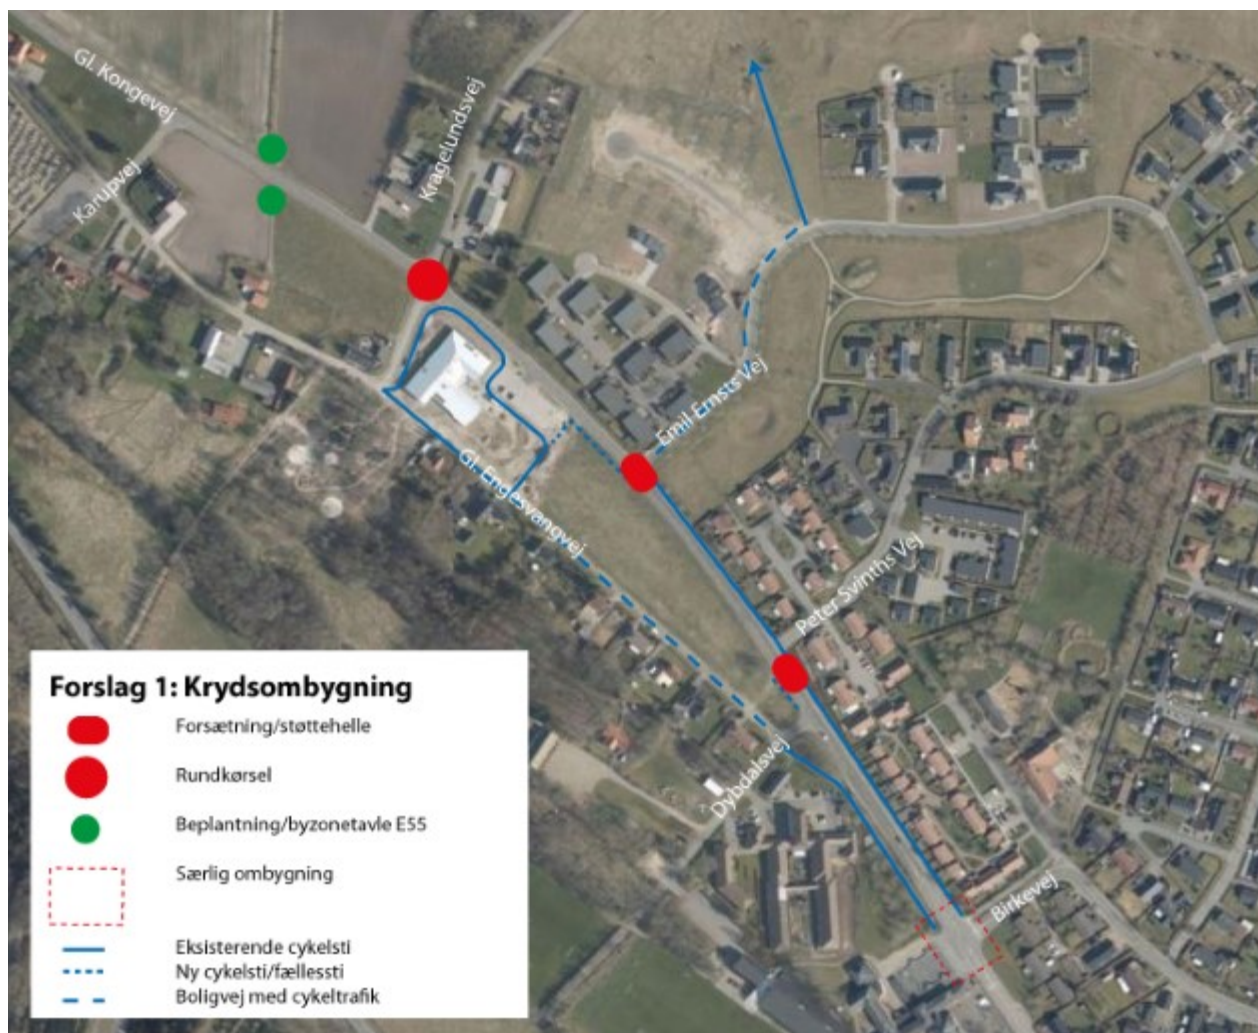 Gl. Kongevej
Karupvej
Kragelundsvej
Emil Ernsts Vej
Gl. Engesvangvej
Peter Svinths Vej
Dybdalsvej
Birkevej
Forslag 1: Krydsombygning
Forsætning/støttehelle
Rundkørsel
Beplantning/byzonetavle E55
Særlig ombygning
Eksisterende cykelsti
Ny cykelsti/fællessti
Boligvej med cykeltrafik